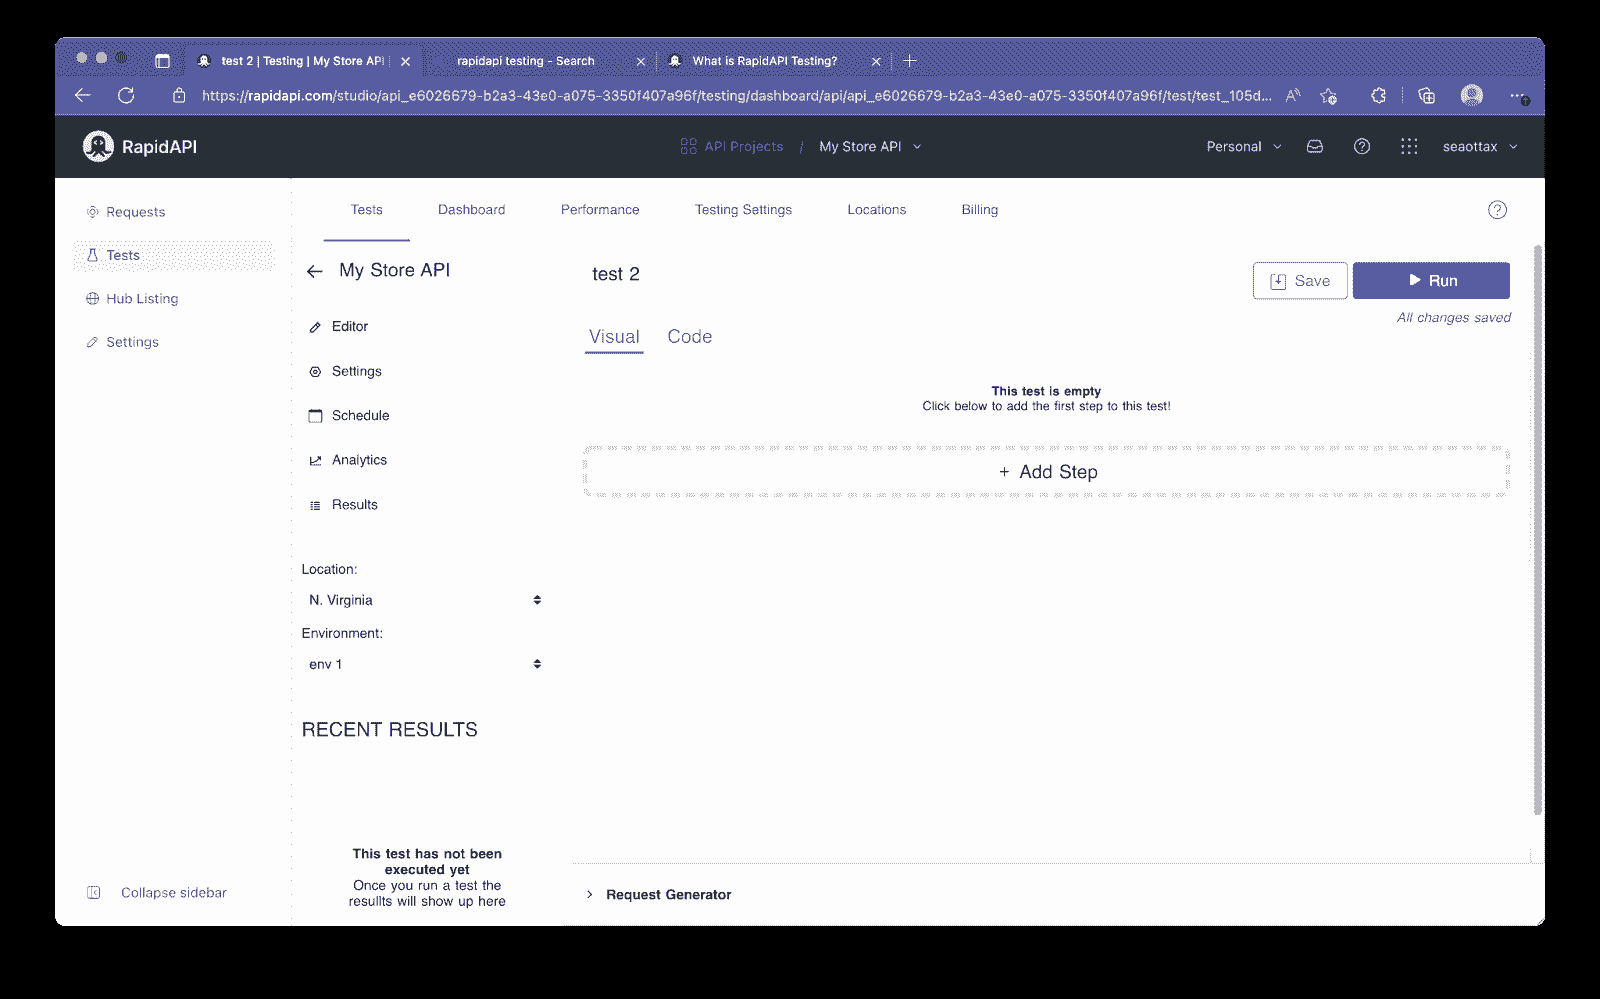 test 2 | Testing | My Store API
rapidapi testing - Search
What is RapidAPI Testing?
https://rapidapi.com/studio/api_e6026679-b2a3-43e0-a075-3350f407a96f/testing/dashboard/api/api_e6026679-b2a3-43e0-a075-3350f407a96f/test/test_105d...
RapidAPI
API Projects / My Store API
Personal
seaottax
Requests
Tests
Hub Listing
Settings
Collapse sidebar
Tests
Dashboard
Performance
Testing Settings
Locations
Billing
My Store API
Editor
Settings
Schedule
Analytics
Results
Location:
N. Virginia
Environment:
env 1
RECENT RESULTS
This test has not been
executed yet
Once you run a test the
resullts will show up here
test 2
Save
Run
All changes saved
Visual
Code
This test is empty
Click below to add the first step to this test!
+ Add Step
Request Generator